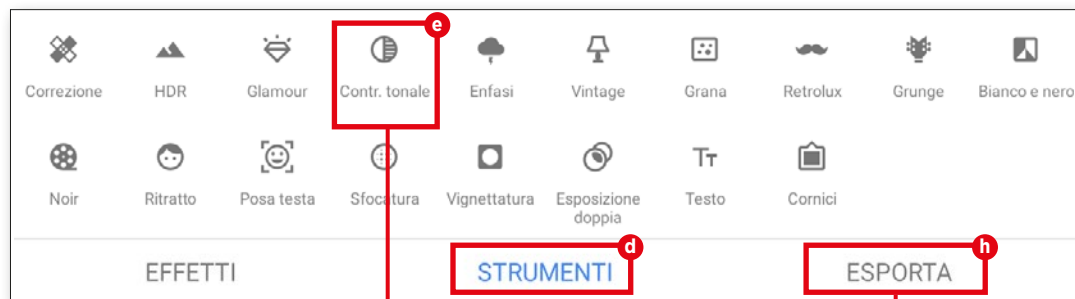 e
Correzione HDR Glamour Contr. tonale Enfasi Vintage Grana Retrolux Grunge Bianco e nero
Noir Ritratto Posa testa Sfocatura Vignettatura Esposizione doppia Testo Cornici
d
h
EFFETTI STRUMENTI ESPORTA